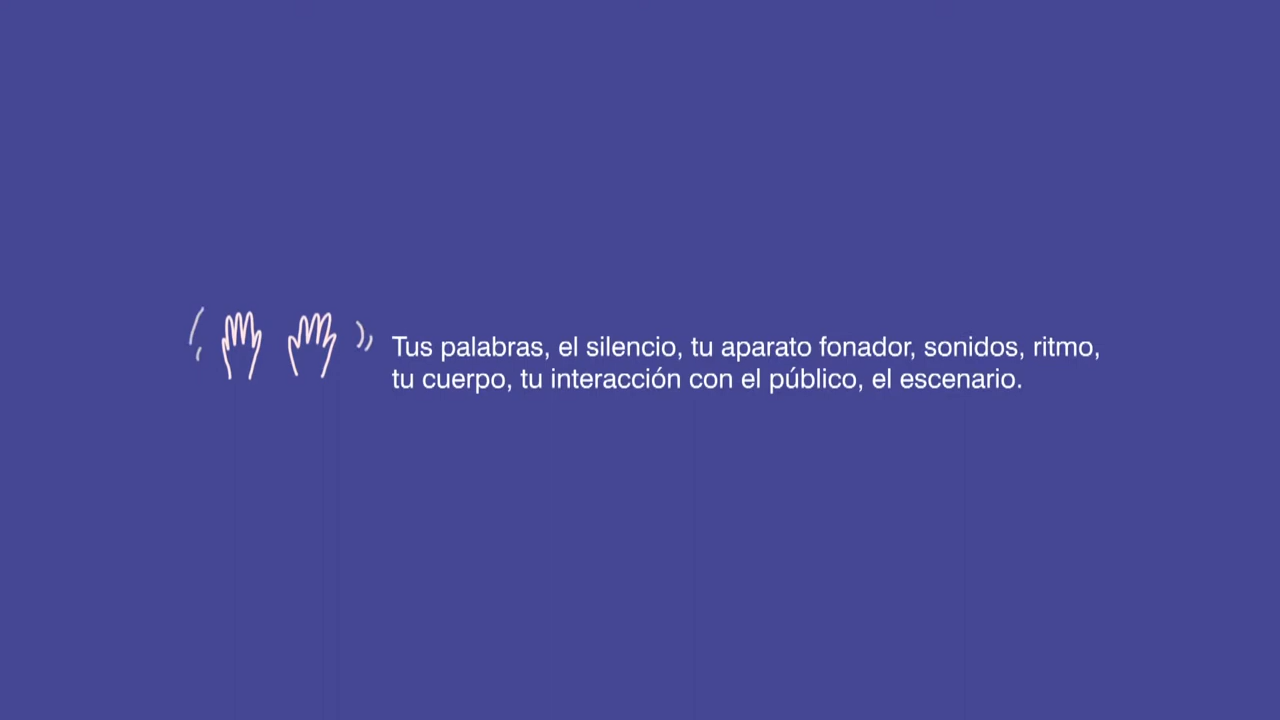 Tus palabras, el silencio, tu aparato fonador, sonidos, ritmo,
tu cuerpo, tu interacción con el público, el escenario.